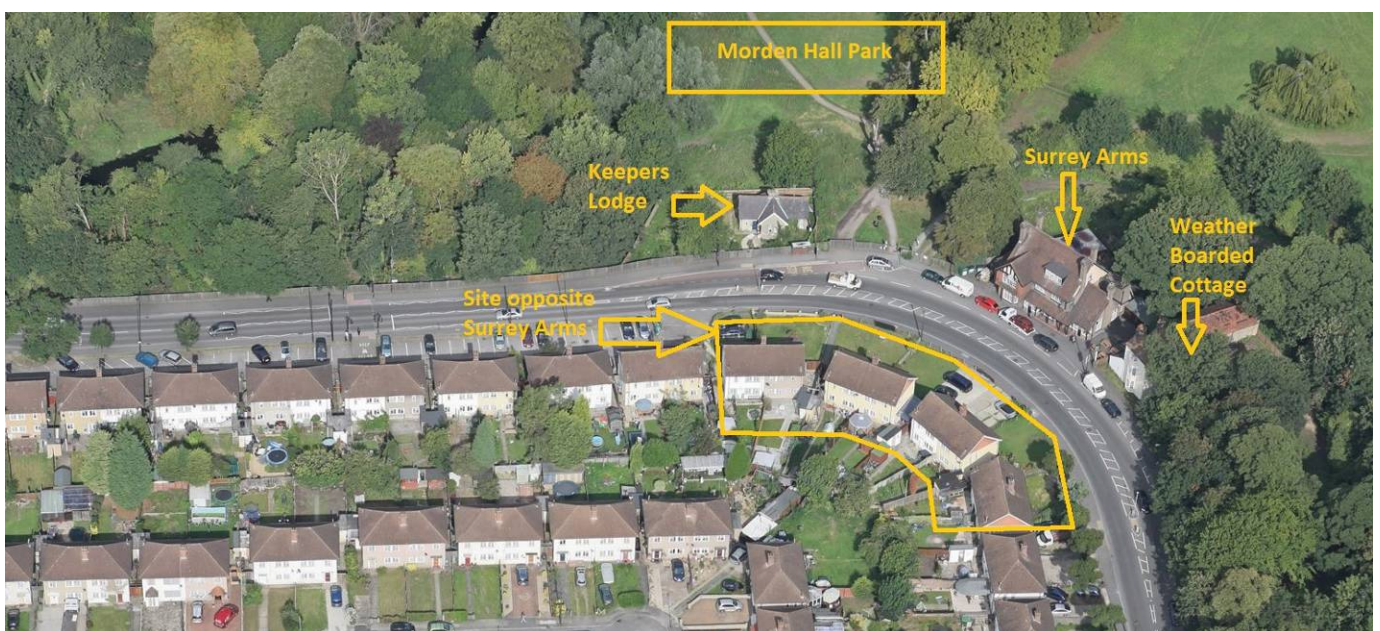 Morden Hall Park
Keepers
Lodge
Surrey Arms
Weather
Boarded
Cottage
Site opposite
Surrey Arms